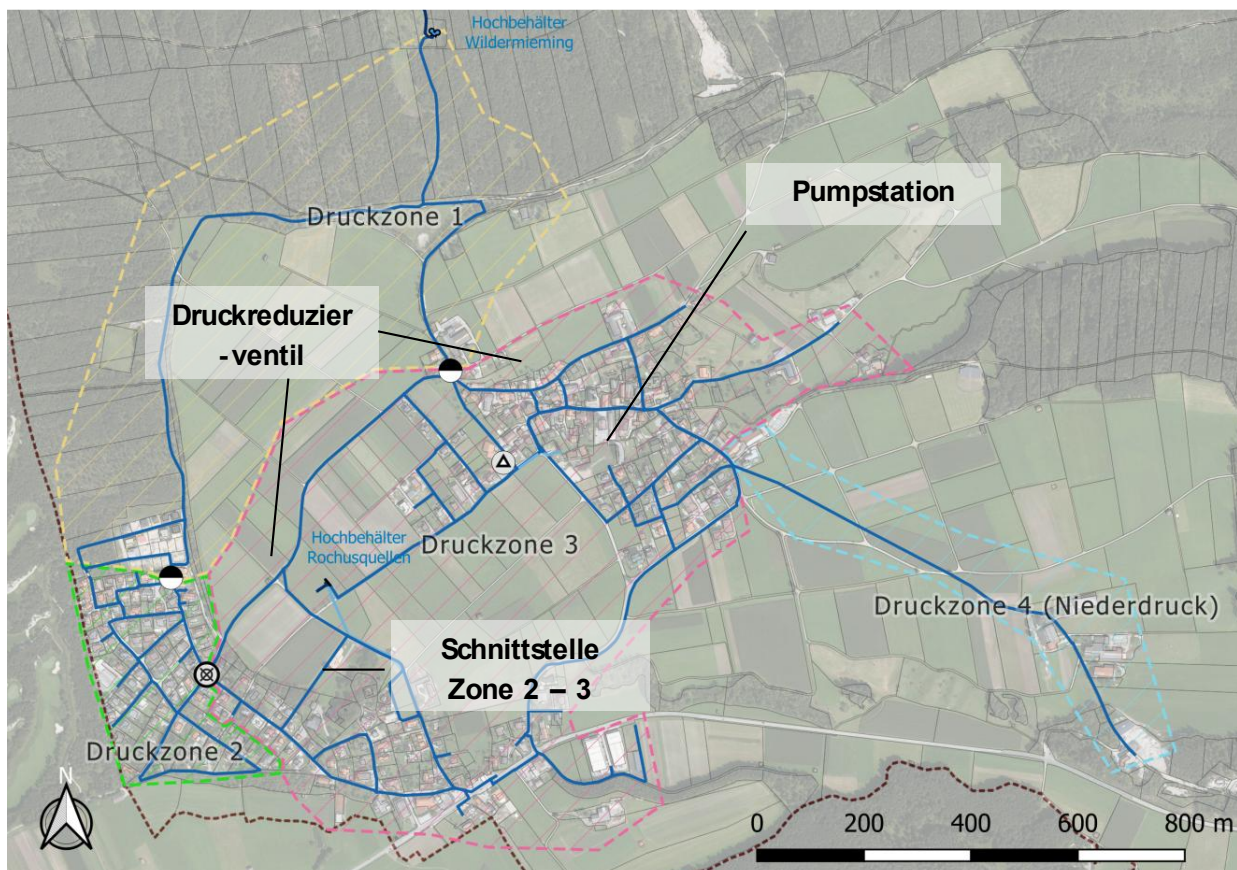 Hochbehälter
Wildermieming
Pumpstation
Druckzone 1
Druckreduzier
-ventil
Hochbehälter
Rochusquellen
Druckzone 3
Druckzone 4 (Niederdruck)
Schnittstelle
Zone 2 – 3
Druckzone 2
N
0 200 400 600 800 m